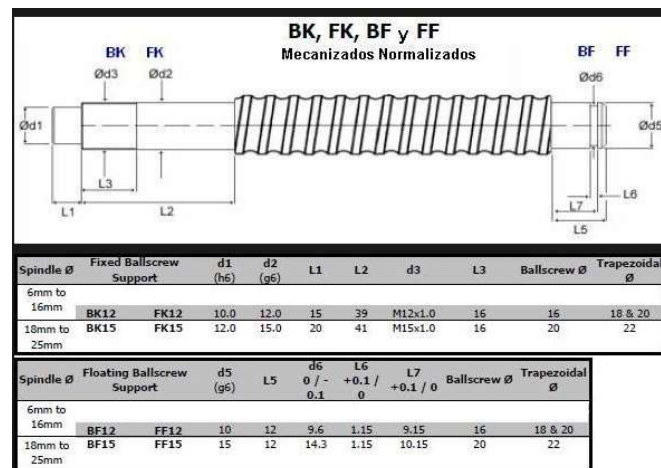 BK, FK, BF y FF
Mecanizados Normalizados
BK FK
BF FF
Ød3 Ød2
Ød6
Ød1
Ød5
L3
L1 L2
L7 L6
L5
Spindle Ø Fixed Ballscrew Support d1 (h6) d2 (g6) L1 L2 d3 L3 Ballscrew Ø Trapezoidal Ø
6mm to 16mm BK12 FK12 10.0 12.0 15 39 M12x1.0 16 16 18 & 20
18mm to 25mm BK15 FK15 12.0 15.0 20 41 M15x1.0 16 20 22
Spindle Ø Floating Ballscrew Support d5 (g6) L5 d6 0 / - 0.1 L6 +0.1 / 0 L7 +0.1 / 0 Ballscrew Ø Trapezoidal Ø
6mm to 16mm BF12 FF12 10 12 9.6 1.15 9.15 16 18 & 20
18mm to 25mm BF15 FF15 15 12 14.3 1.15 10.15 20 22